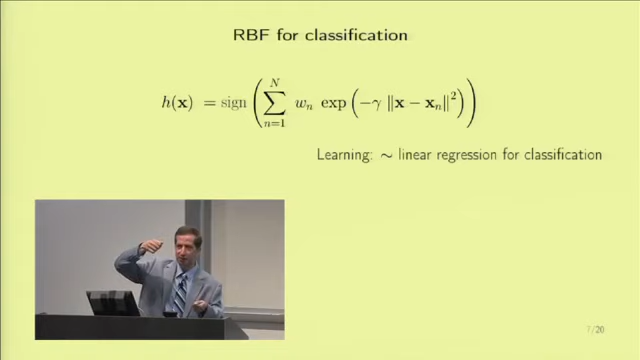 RBF for classification
h(x) = sign ( ∑_{n=1}^{N} w_n exp ( −γ ‖x − x_n‖² ) )
Learning: ∼ linear regression for classification
7/20